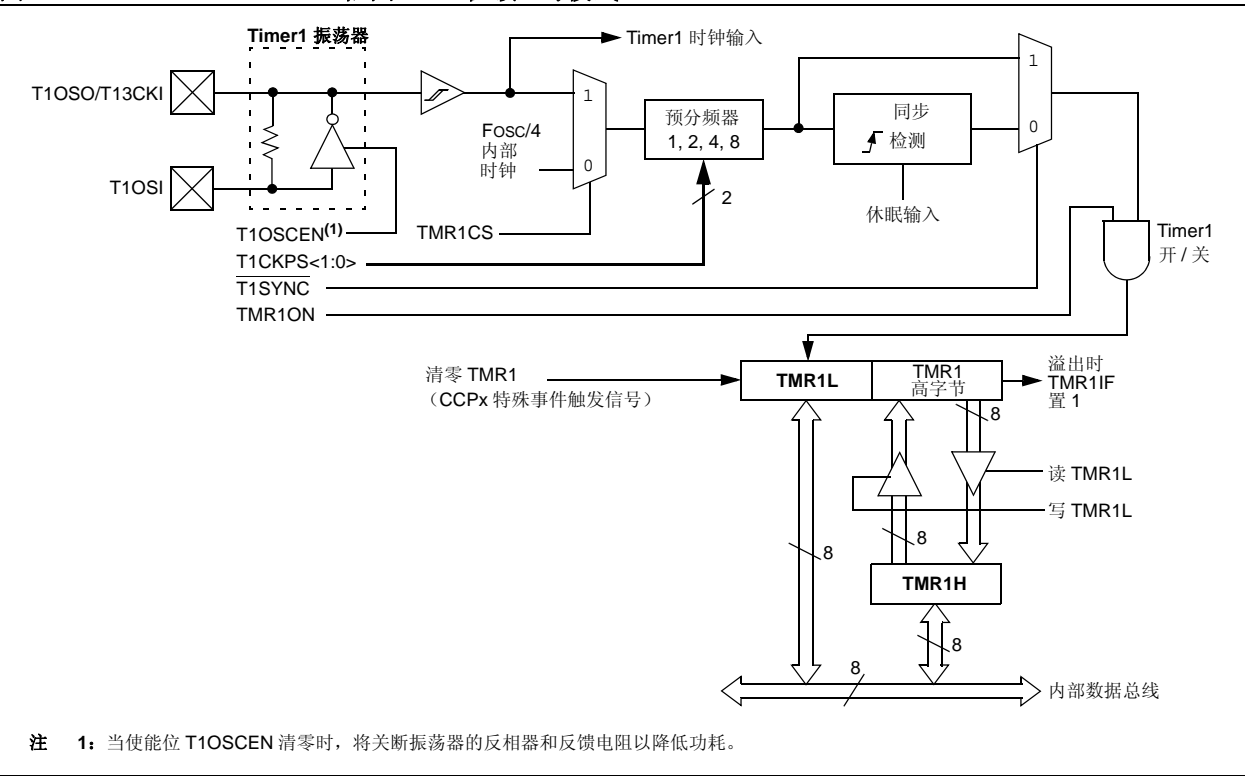 Timer1 振荡器
Timer1 时钟输入
T1OSO/T13CKI
1
1
预分频器
1, 2, 4, 8
同步
检测
FOSC/4
内部
时钟
0
0
T1OSI
2
休眠输入
T1OSCEN(1)
TMR1CS
Timer1
开 / 关
T1CKPS<1:0>
T1SYNC
TMR1ON
清零 TMR1
（CCPx 特殊事件触发信号）
TMR1L
TMR1
高字节
溢出时
TMR1IF
置 1
8
读 TMR1L
写 TMR1L
8
8
TMR1H
8
8
内部数据总线
注 1： 当使能位 T1OSCEN 清零时，将关断振荡器的反相器和反馈电阻以降低功耗。